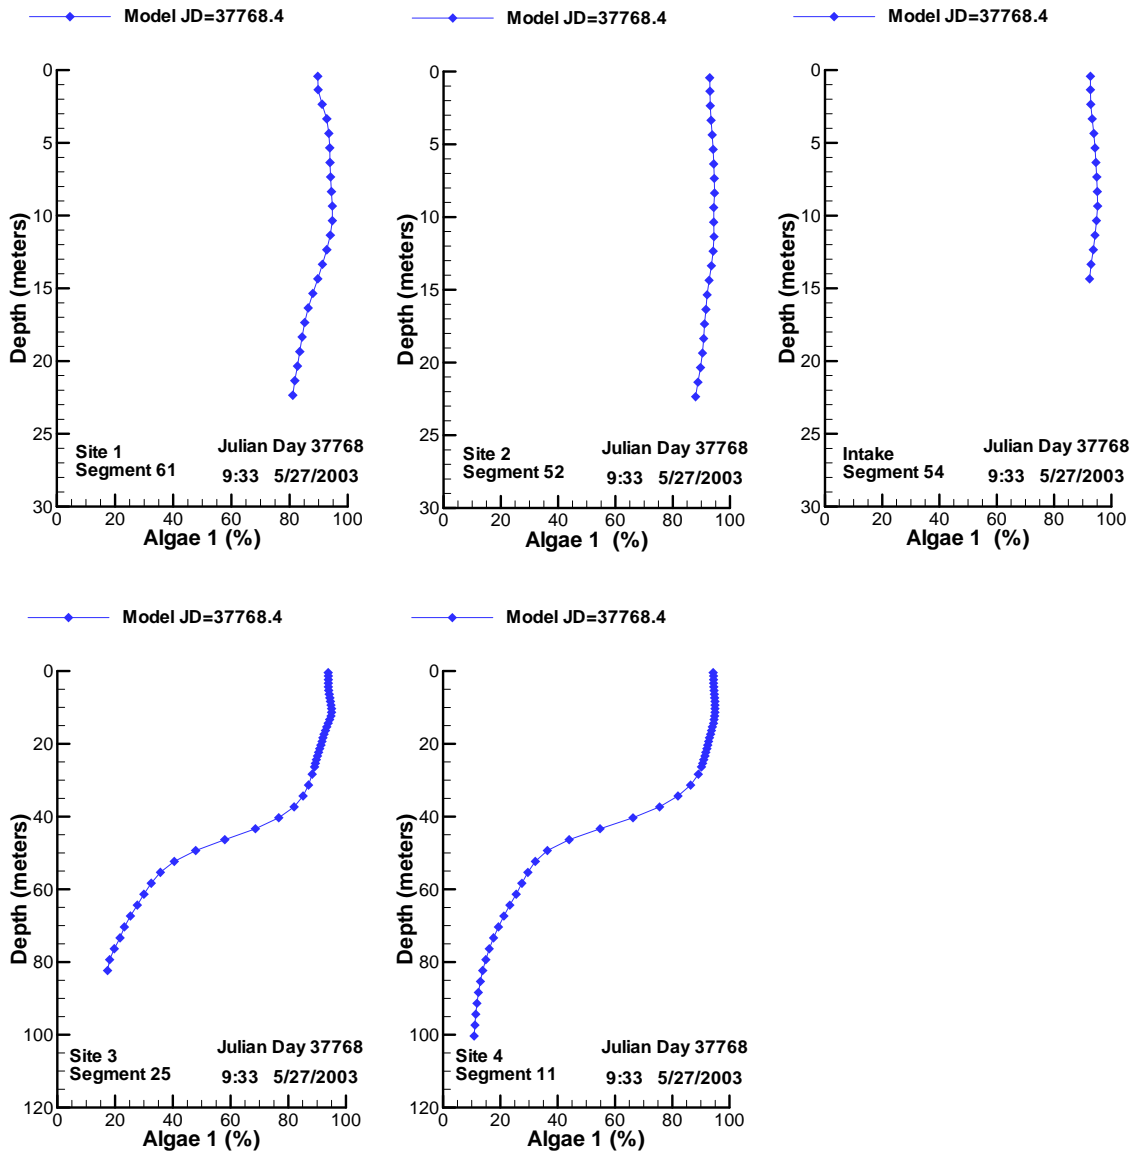 Model JD=37768.4
0
5
10
15
20
25
30
Depth (meters)
Site 1
Segment 61
Julian Day 37768
9:33 5/27/2003
0 20 40 60 80 100
Algae 1 (%)
Model JD=37768.4
0
5
10
15
20
25
30
Depth (meters)
Site 2
Segment 52
Julian Day 37768
9:33 5/27/2003
0 20 40 60 80 100
Algae 1 (%)
Model JD=37768.4
0
5
10
15
20
25
30
Depth (meters)
Intake
Segment 54
Julian Day 37768
9:33 5/27/2003
0 20 40 60 80 100
Algae 1 (%)
Model JD=37768.4
0
20
40
60
80
100
120
Depth (meters)
Site 3
Segment 25
Julian Day 37768
9:33 5/27/2003
0 20 40 60 80 100
Algae 1 (%)
Model JD=37768.4
0
20
40
60
80
100
120
Depth (meters)
Site 4
Segment 11
Julian Day 37768
9:33 5/27/2003
0 20 40 60 80 100
Algae 1 (%)